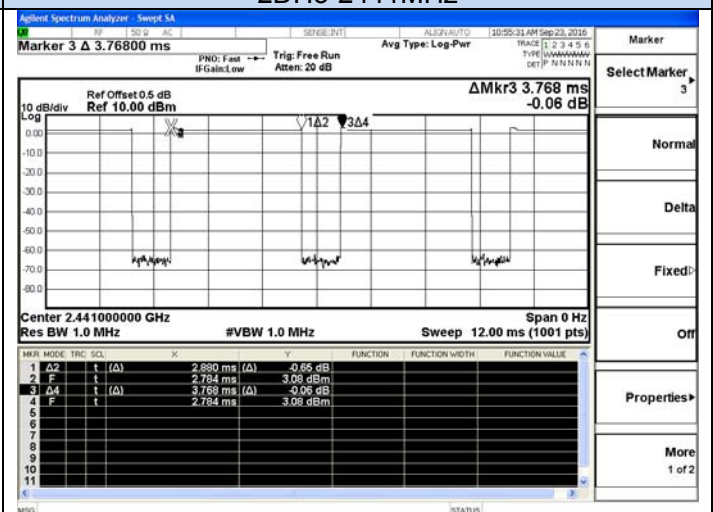 Agilent Spectrum Analyzer - Swept SA
RF 50 Ω AC SENSE:INT ALIGN AUTO 10:55:31 AM Sep 23, 2016
Marker 3 Δ 3.76800 ms
PNO: Fast
IFGain:Low
Trig: Free Run
Atten: 20 dB
Avg Type: Log-Pwr
TRACE 1 2 3 4 5 6
TYPE WWWWWW
DET P N N N N N
Ref Offset 0.5 dB
10 dB/div Ref 10.00 dBm
Log
ΔMkr3 3.768 ms
-0.06 dB
1Δ2 3Δ4
0.00
-10.0
-20.0
-30.0
-40.0
-50.0
-60.0
-70.0
-80.0
Center 2.441000000 GHz Span 0 Hz
Res BW 1.0 MHz #VBW 1.0 MHz Sweep 12.00 ms (1001 pts)
MKR MODE TRC SCL X Y FUNCTION FUNCTION WIDTH FUNCTION VALUE
1 Δ2 t (Δ) 2.880 ms (Δ) -0.65 dB
2 F t 2.784 ms 3.08 dBm
3 Δ4 t (Δ) 3.768 ms (Δ) -0.06 dB
4 F t 2.784 ms 3.08 dBm
5
6
7
8
9
10
11
MSG STATUS
Marker
Select Marker
3
Normal
Delta
Fixed
Off
Properties
More
1 of 2